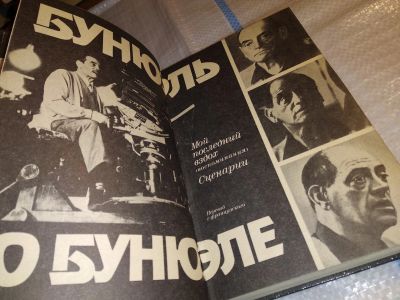 БУНЮЭЛЬ
Мой
последний
вздох
(воспоминания)
Сценарии
Перевод
с французского
О БУНЮЭЛЕ